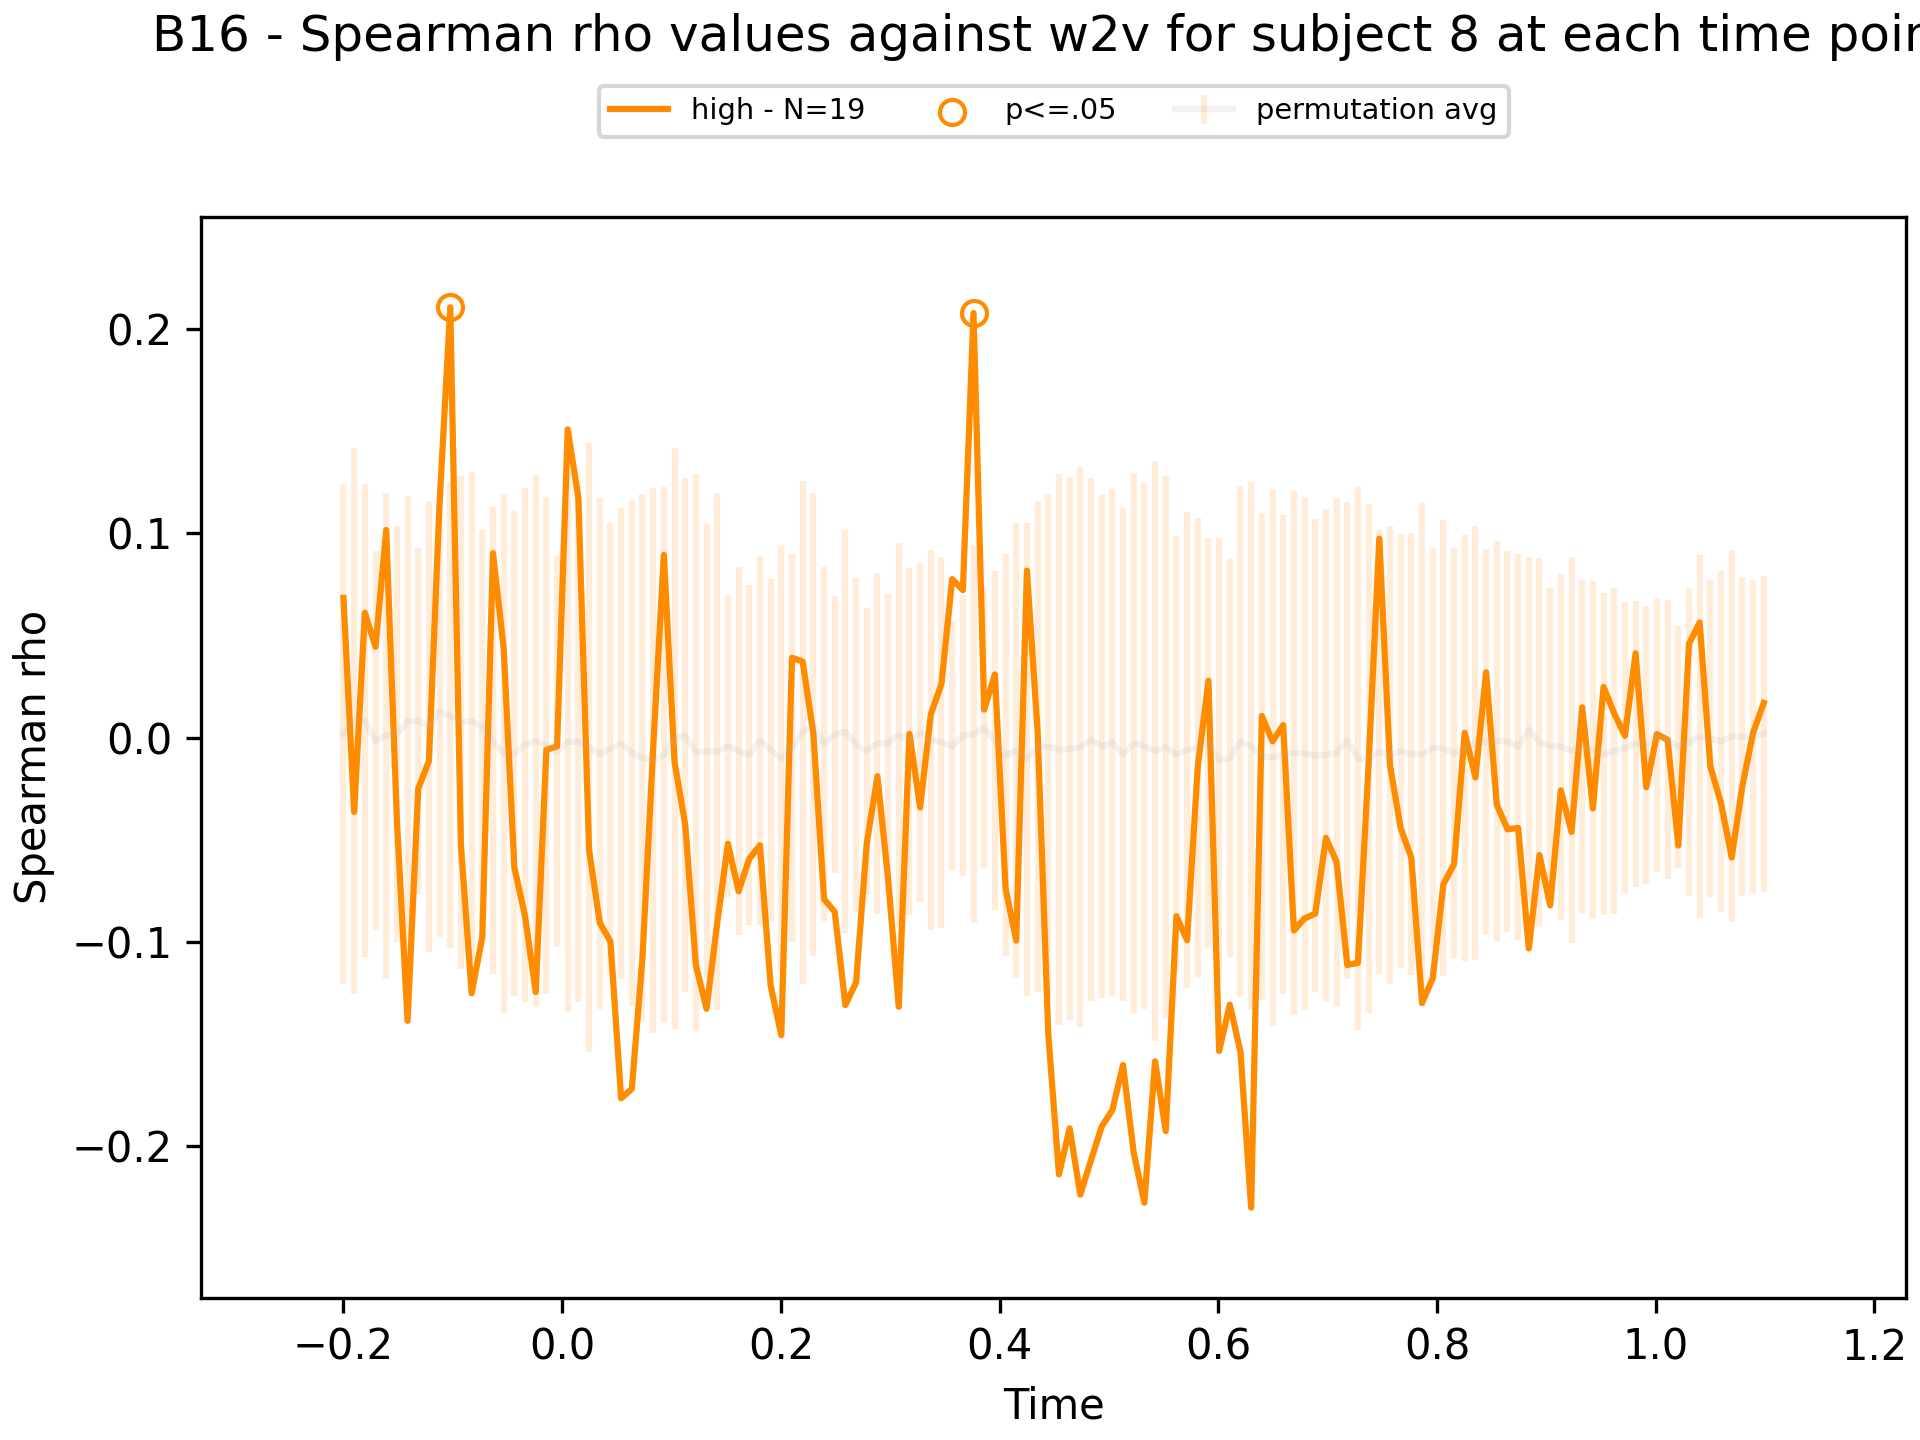 B16 - Spearman rho values against w2v for subject 8 at each time poin
high - N=19 p<=.05 permutation avg
Spearman rho
0.2
0.1
0.0
−0.1
−0.2
−0.2 0.0 0.2 0.4 0.6 0.8 1.0 1.2
Time